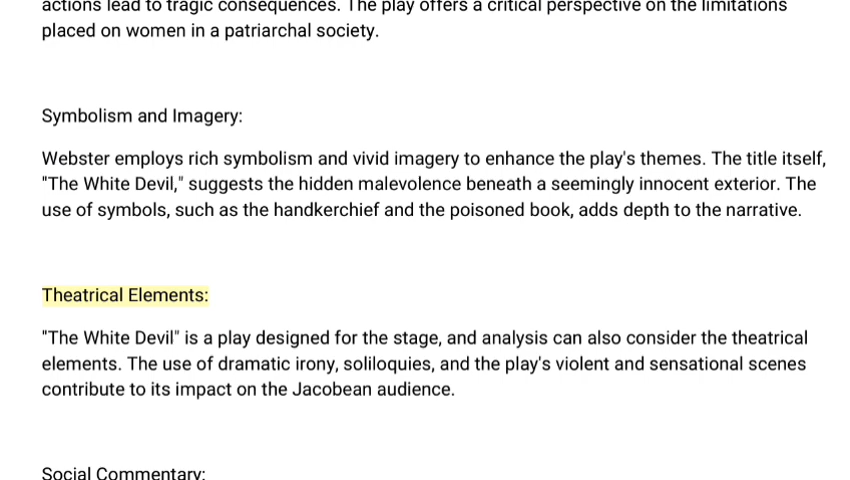 actions lead to tragic consequences. The play offers a critical perspective on the limitations
placed on women in a patriarchal society.
Symbolism and Imagery:
Webster employs rich symbolism and vivid imagery to enhance the play's themes. The title itself,
"The White Devil," suggests the hidden malevolence beneath a seemingly innocent exterior. The
use of symbols, such as the handkerchief and the poisoned book, adds depth to the narrative.
Theatrical Elements:
"The White Devil" is a play designed for the stage, and analysis can also consider the theatrical
elements. The use of dramatic irony, soliloquies, and the play's violent and sensational scenes
contribute to its impact on the Jacobean audience.
Social Commentary: